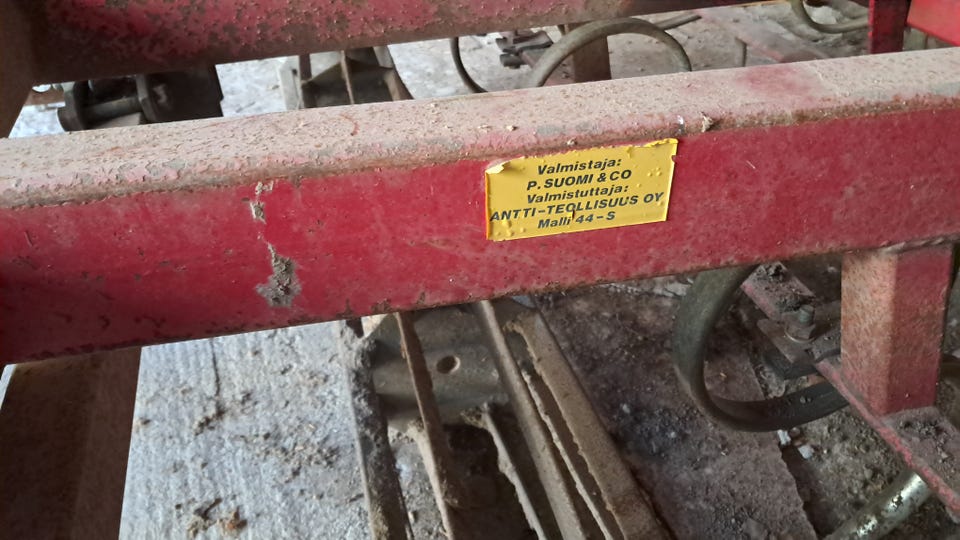 Valmistaja:
P. SUOMI & CO
Valmistuttaja:
ANTTI-TEOLLISUUS OY
Malli 44-S